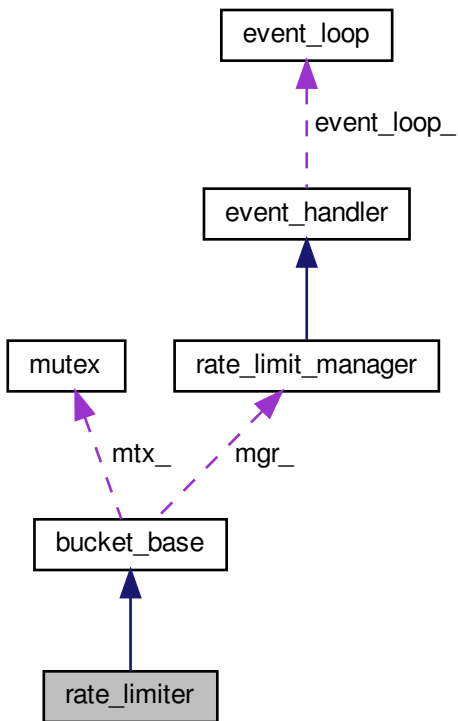 event_loop
event_loop_
event_handler
mutex
rate_limit_manager
mtx_
mgr_
bucket_base
rate_limiter